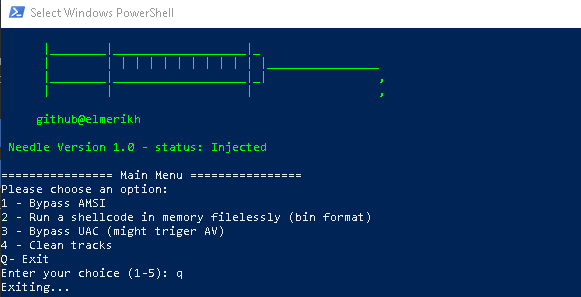 Select Windows PowerShell
github@elmerikh
Needle Version 1.0 - status: Injected
================ Main Menu ================
Please choose an option:
1 - Bypass AMSI
2 - Run a shellcode in memory filelessly (bin format)
3 - Bypass UAC (might triger AV)
4 - Clean tracks
Q- Exit
Enter your choice (1-5): q
Exiting...